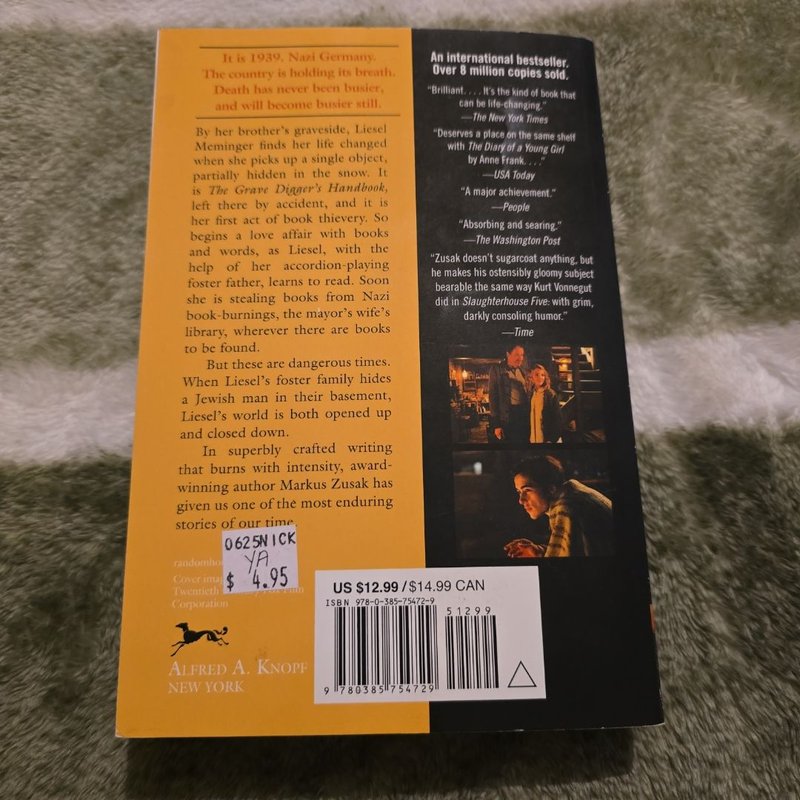 It is 1939. Nazi Germany.
The country is holding its breath.
Death has never been busier,
and will become busier still.
By her brother's graveside, Liesel
Meminger finds her life changed
when she picks up a single object,
partially hidden in the snow. It
is The Grave Digger's Handbook,
left there by accident, and it is
her first act of book thievery. So
begins a love affair with books
and words, as Liesel, with the
help of her accordion-playing
foster father, learns to read. Soon
she is stealing books from Nazi
book-burnings, the mayor's wife's
library, wherever there are books
to be found.
But these are dangerous times.
When Liesel's foster family hides
a Jewish man in their basement,
Liesel's world is both opened up
and closed down.
In superbly crafted writing
that burns with intensity, award-
winning author Markus Zusak has
given us one of the most enduring
stories of our time.
0625NICK
YA
$ 4.95
Cover
Twentieth
Corporation
ALFRED A. KNOPF
NEW YORK
An international bestseller.
Over 8 million copies sold.
"Brilliant. . . . It's the kind of book that
can be life-changing."
—The New York Times
"Deserves a place on the same shelf
with The Diary of a Young Girl
by Anne Frank. . . ."
—USA Today
"A major achievement."
—People
"Absorbing and searing."
—The Washington Post
"Zusak doesn't sugarcoat anything, but
he makes his ostensibly gloomy subject
bearable the same way Kurt Vonnegut
did in Slaughterhouse Five: with grim,
darkly consoling humor."
—Time
US $12.99 / $14.99 CAN
ISBN 978-0-385-75472-9
51299
9 780385 754729